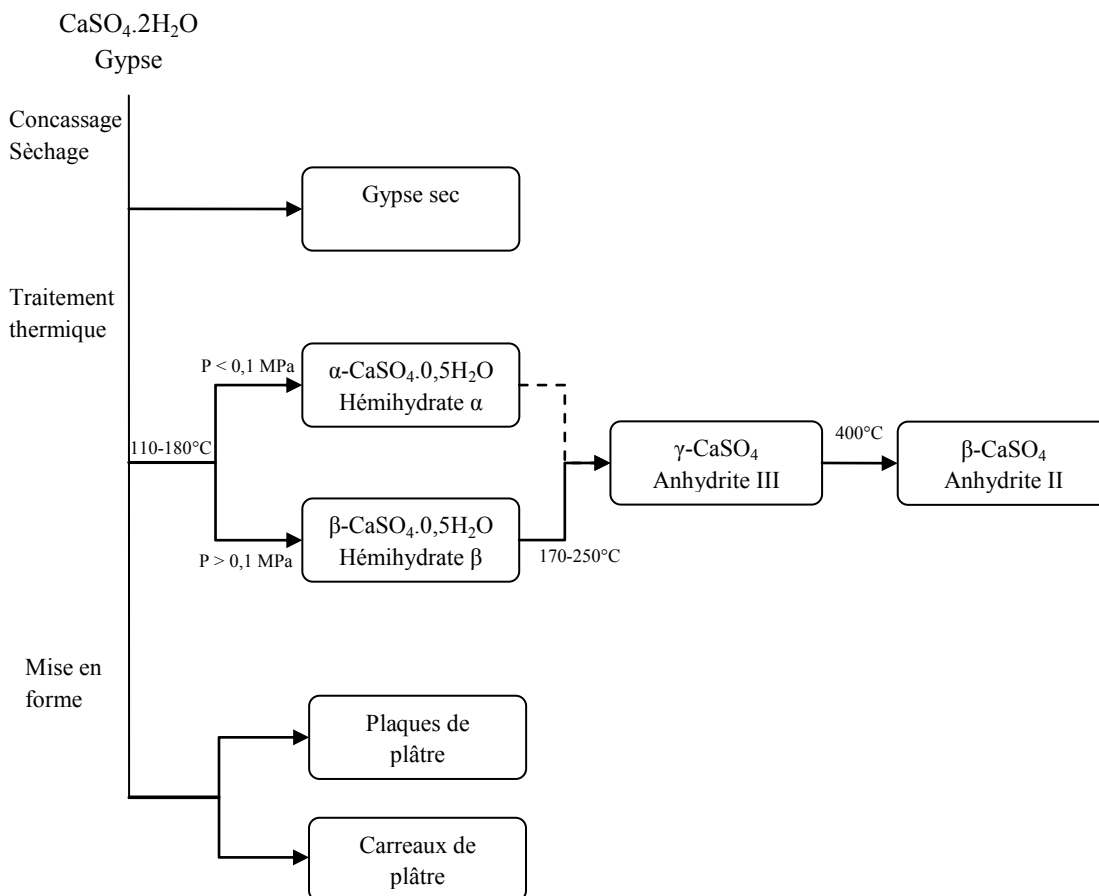 CaSO₄.2H₂O
Gypse
Concassage
Sèchage
Gypse sec
Traitement
thermique
P < 0,1 MPa
α-CaSO₄.0,5H₂O
Hémihydrate α
110-180°C
γ-CaSO₄
Anhydrite III
400°C
β-CaSO₄
Anhydrite II
β-CaSO₄.0,5H₂O
Hémihydrate β
P > 0,1 MPa
170-250°C
Mise en
forme
Plaques de
plâtre
Carreaux de
plâtre